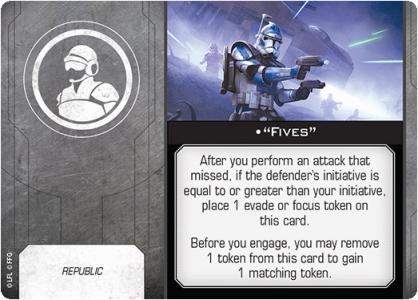 •"Fives"
After you perform an attack that
missed, if the defender's initiative is
equal to or greater than your initiative,
place 1 evade or focus token on
this card.
Before you engage, you may remove
1 token from this card to gain
1 matching token.
REPUBLIC
© LFL © FFG